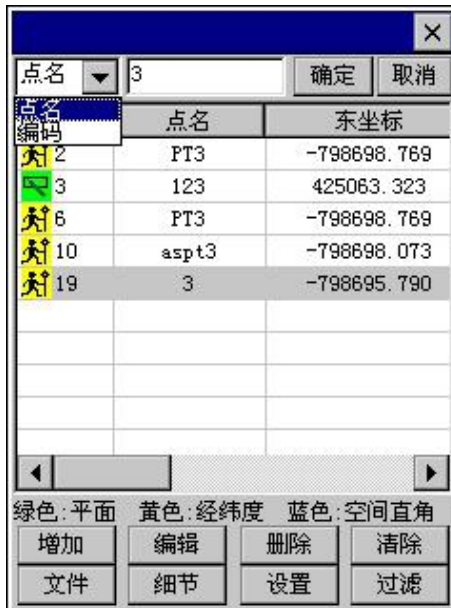 点名 3 确定 取消
点名
编码
点名 东坐标
2 PT3 -798698.769
3 123 425063.323
6 PT3 -798698.769
10 aspt3 -798698.073
19 3 -798695.790
绿色:平面 黄色:经纬度 蓝色:空间直角
增加 编辑 删除 清除
文件 细节 设置 过滤